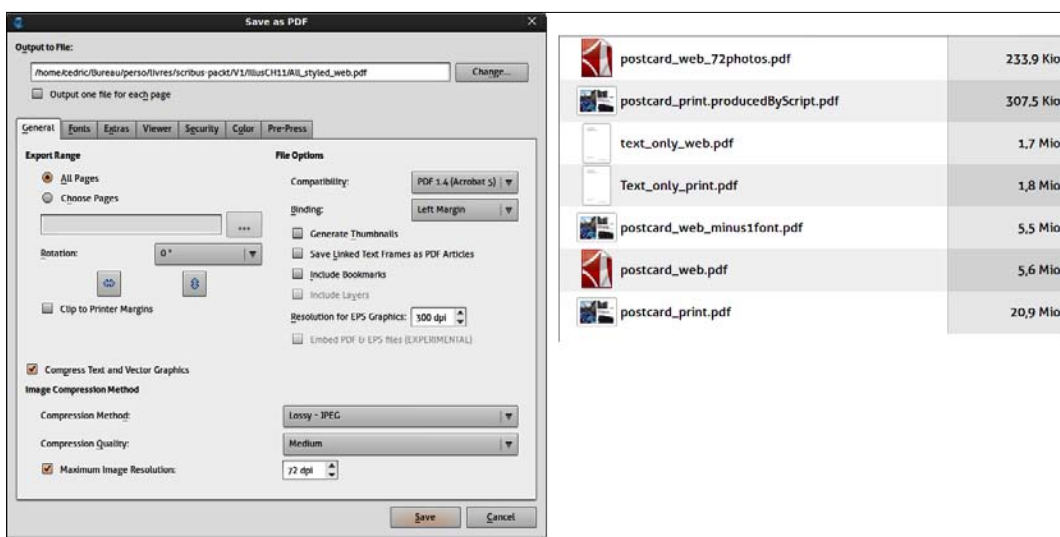 Save as PDF
Output to File:
/home/cedric/Bureau/perso/livres/scribus-packt/V1/IllusCH11/All_styled_web.pdf
Change...
Output one file for each page
General Fonts Extras Viewer Security Color Pre-Press
Export Range
All Pages
Choose Pages
...
Rotation: 0°
Clip to Printer Margins
File Options
Compatibility: PDF 1.4 (Acrobat 5)
Binding: Left Margin
Generate Thumbnails
Save Linked Text Frames as PDF Articles
Include Bookmarks
Include Layers
Resolution for EPS Graphics: 300 dpi
Embed PDF & EPS files (EXPERIMENTAL)
Compress Text and Vector Graphics
Image Compression Method
Compression Method: Lossy - JPEG
Compression Quality: Medium
Maximum Image Resolution: 72 dpi
Save Cancel
postcard_web_72photos.pdf 233,9 Kio
postcard_print.producedByScript.pdf 307,5 Kio
text_only_web.pdf 1,7 Mio
Text_only_print.pdf 1,8 Mio
postcard_web_minus1font.pdf 5,5 Mio
postcard_web.pdf 5,6 Mio
postcard_print.pdf 20,9 Mio